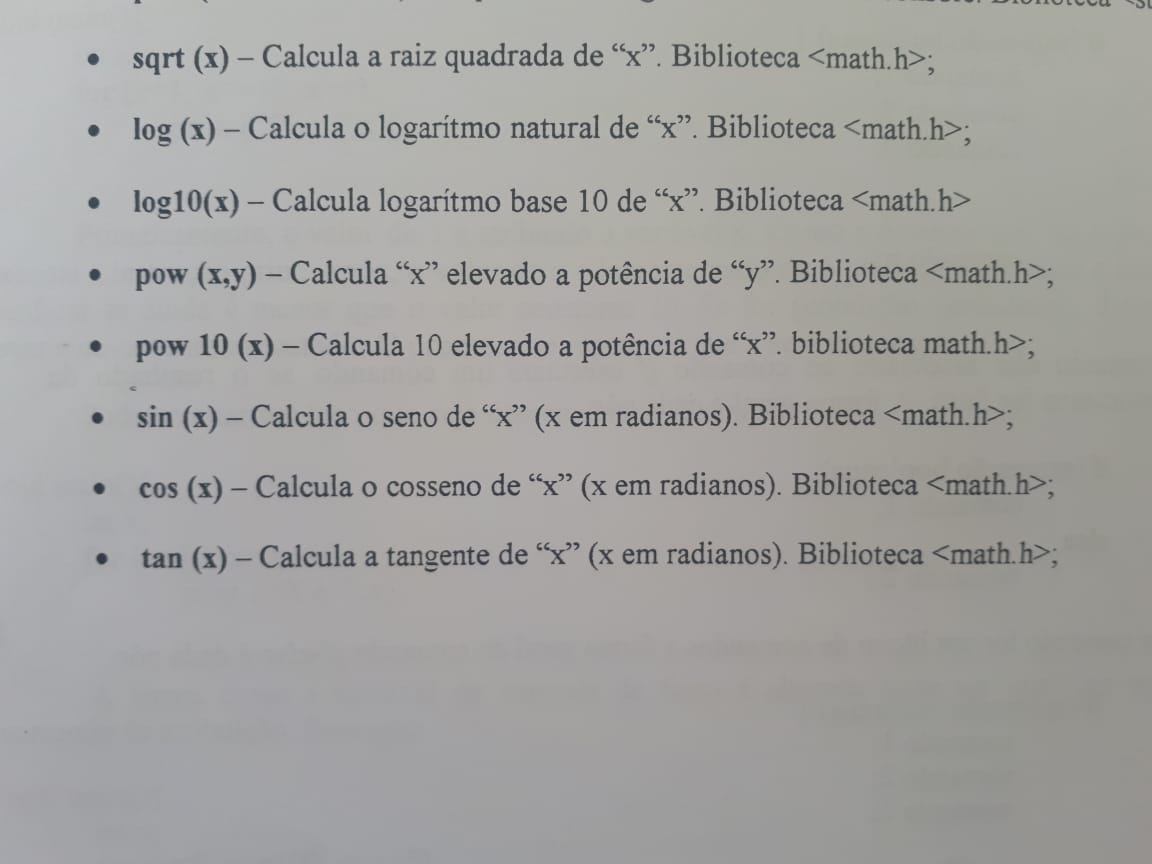 • sqrt (x) – Calcula a raiz quadrada de “x”. Biblioteca <math.h>;
• log (x) – Calcula o logarítmo natural de “x”. Biblioteca <math.h>;
• log10(x) – Calcula logarítmo base 10 de “x”. Biblioteca <math.h>
• pow (x,y) – Calcula “x” elevado a potência de “y”. Biblioteca <math.h>;
• pow 10 (x) – Calcula 10 elevado a potência de “x”. biblioteca math.h>;
• sin (x) – Calcula o seno de “x” (x em radianos). Biblioteca <math.h>;
• cos (x) – Calcula o cosseno de “x” (x em radianos). Biblioteca <math.h>;
• tan (x) – Calcula a tangente de “x” (x em radianos). Biblioteca <math.h>;